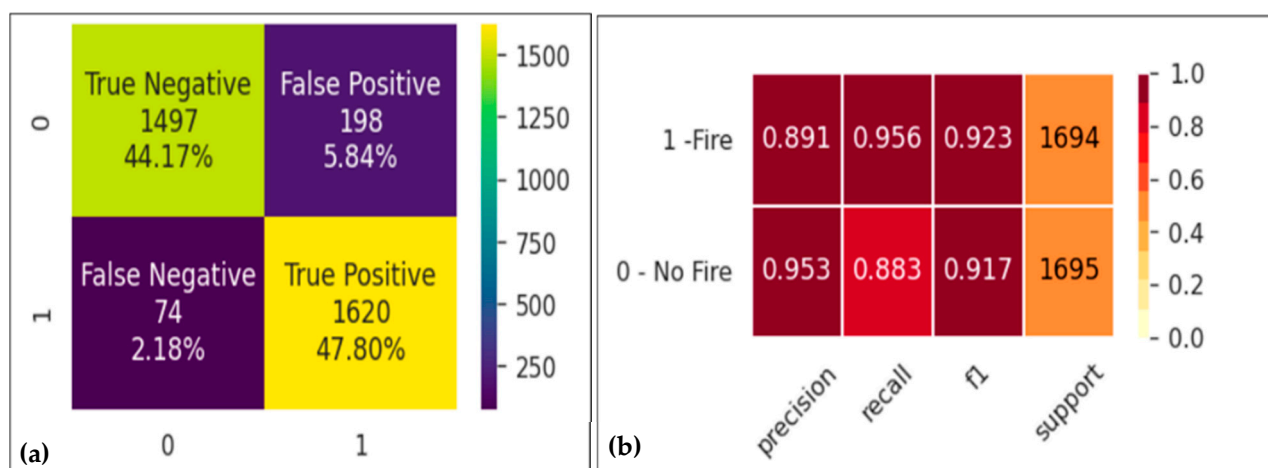 True Negative
1497
44.17%
False Positive
198
5.84%
False Negative
74
2.18%
True Positive
1620
47.80%
0
1
0
1
1500
1250
1000
750
500
250
(a)
1 -Fire
0.891 0.956 0.923 1694
0 - No Fire
0.953 0.883 0.917 1695
precision
recall
f1
support
1.0
0.8
0.6
0.4
0.2
0.0
(b)